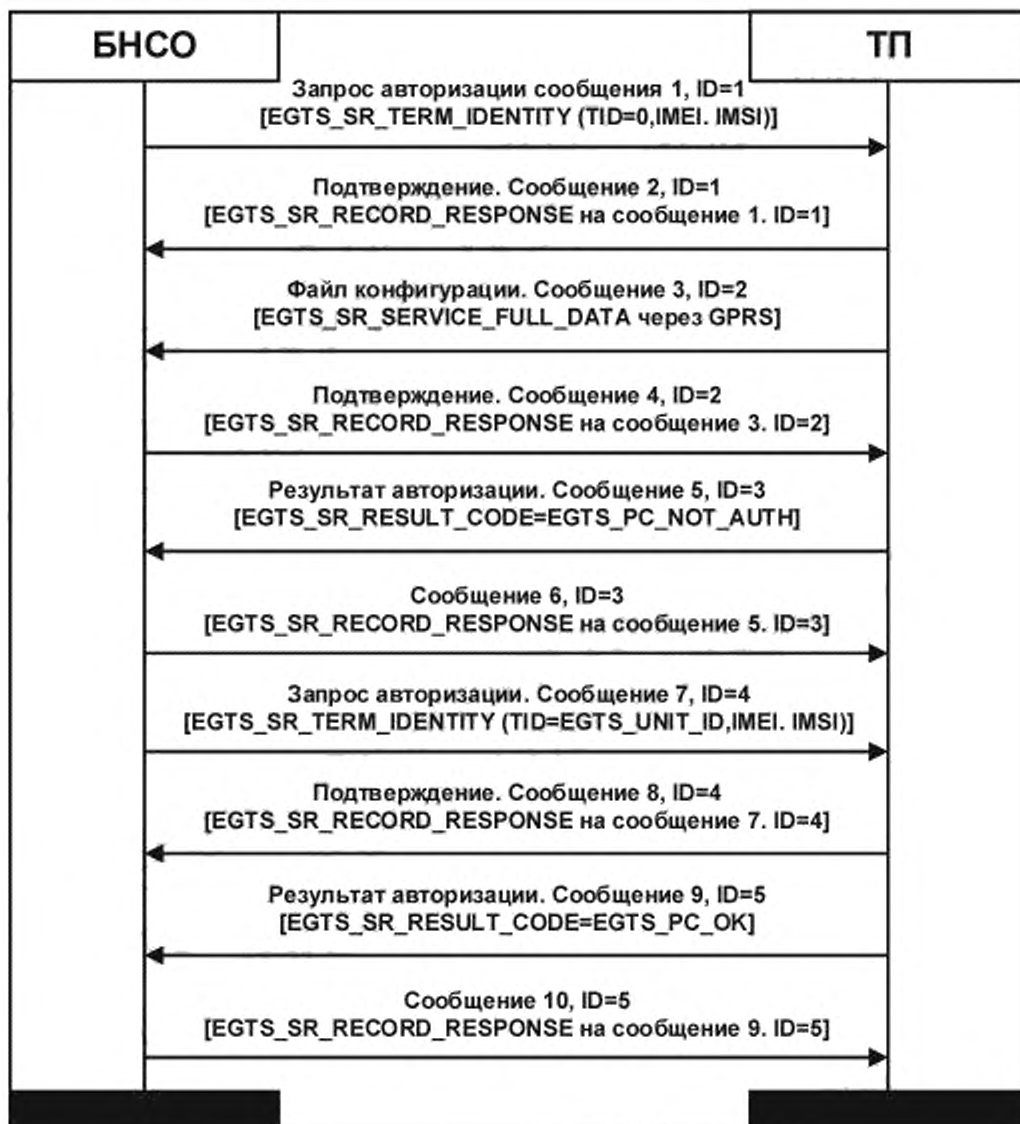 БНСО
ТП
Запрос авторизации сообщения 1, ID=1
[EGTS_SR_TERM_IDENTITY (TID=0,IMEI. IMSI)]
Подтверждение. Сообщение 2, ID=1
[EGTS_SR_RECORD_RESPONSE на сообщение 1. ID=1]
Файл конфигурации. Сообщение 3, ID=2
[EGTS_SR_SERVICE_FULL_DATA через GPRS]
Подтверждение. Сообщение 4, ID=2
[EGTS_SR_RECORD_RESPONSE на сообщение 3. ID=2]
Результат авторизации. Сообщение 5, ID=3
[EGTS_SR_RESULT_CODE=EGTS_PC_NOT_AUTH]
Сообщение 6, ID=3
[EGTS_SR_RECORD_RESPONSE на сообщение 5. ID=3]
Запрос авторизации. Сообщение 7, ID=4
[EGTS_SR_TERM_IDENTITY (TID=EGTS_UNIT_ID,IMEI. IMSI)]
Подтверждение. Сообщение 8, ID=4
[EGTS_SR_RECORD_RESPONSE на сообщение 7. ID=4]
Результат авторизации. Сообщение 9, ID=5
[EGTS_SR_RESULT_CODE=EGTS_PC_OK]
Сообщение 10, ID=5
[EGTS_SR_RECORD_RESPONSE на сообщение 9. ID=5]